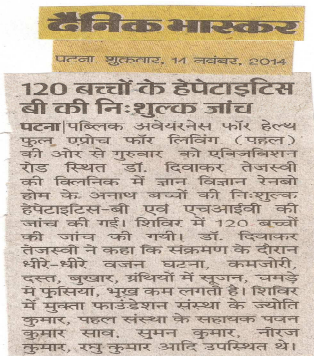 दैनिक भास्कर
पटना शुक्रवार, 14 नवंबर, 2014
120 बच्चों के हेपेटाइटिस
बी की निःशुल्क जांच
पटना|पब्लिक अवेयरनेस फॉर हेल्थ
फुल एप्रोच फॉर लिविंग (पहल)
की ओर से गुरुवार को एग्जिबिशन
रोड स्थित डॉ. दिवाकर तेजस्वी
की क्लिनिक में ज्ञान विज्ञान रेनबो
होम के अनाथ बच्चों की निःशुल्क
हेपेटाइटिस-बी एवं एचआईवी की
जांच की गई। शिविर में 120 बच्चों
की जांच की गयी। डॉ. दिवाकर
तेजस्वी ने कहा कि संक्रमण के दौरान
धीरे-धीरे वजन घटना, कमजोरी,
दस्त, बुखार, ग्रंथियों में सूजन, चमड़े
में फुंसिया, भूख कम लगती है। शिविर
में मुक्ता फाउंडेशन संस्था के ज्योति
कुमार, पहल संस्था के सहायक पवन
कुमार साव, सुमन कुमार, नीरज
कुमार, रघु कुमार आदि उपस्थित थे।